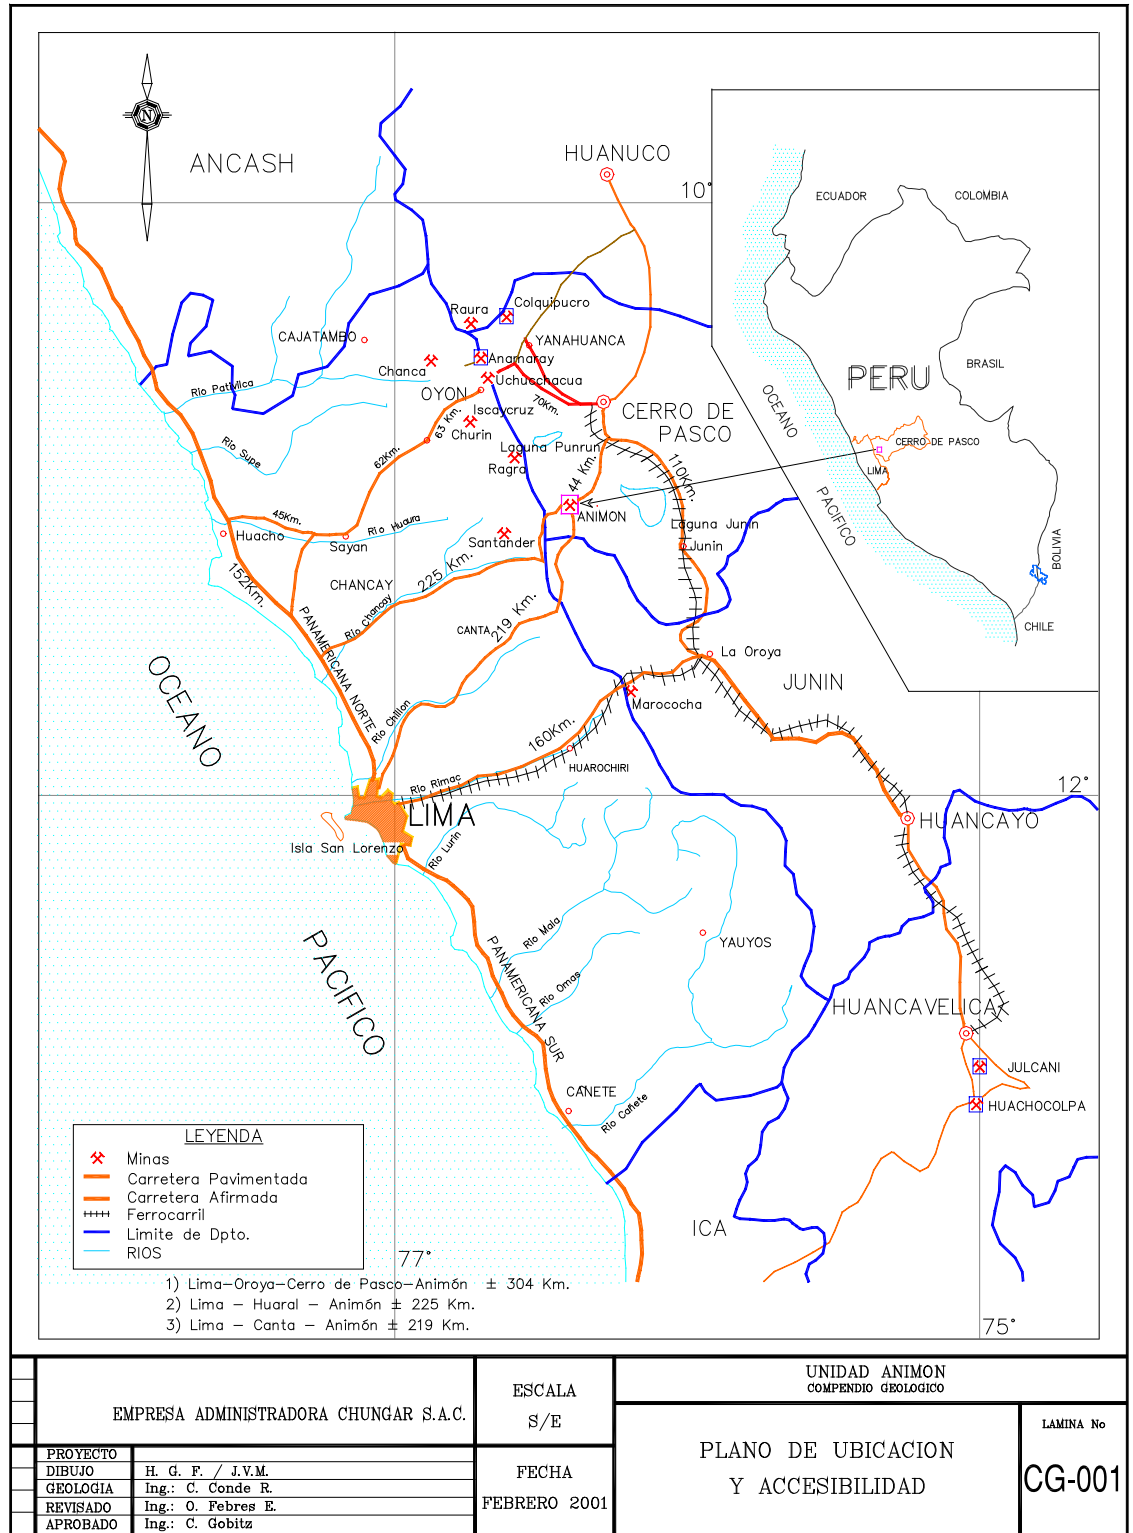 N
ANCASH
HUANUCO
10°
ECUADOR
COLOMBIA
BRASIL
PERU
OCEANO
PACIFICO
CERRO DE PASCO
LIMA
BOLIVIA
CHILE
Raura
Colquipucro
CAJATAMBO
YANAHUANCA
Anamaray
Chanca
Uchucchacua
OYON
70Km.
Iscaycruz
63 Km.
Churin
CERRO DE
PASCO
Rio Pativilca
Rio Supe
62Km.
Laguna Punrun
Ragra
44 Km.
110Km.
ANIMON
45Km.
Rio Huaura
Huacho
Sayan
Santander
Laguna Junin
Junin
152Km.
CHANCAY
225 Km.
Rio Chancay
PANAMERICANA NORTE
CANTA
219 Km.
La Oroya
OCEANO
JUNIN
Rio Chillon
Marococha
160Km.
HUAROCHIRI
Rio Rimac
12°
LIMA
HUANCAYO
Isla San Lorenzo
Rio Lurin
Rio Mala
YAUYOS
PACIFICO
PANAMERICANA SUR
Rio Omas
HUANCAVELICA
JULCANI
CAÑETE
Rio Cañete
HUACHOCOLPA
LEYENDA
Minas
Carretera Pavimentada
Carretera Afirmada
Ferrocarril
Limite de Dpto.
RIOS
ICA
77°
75°
1) Lima-Oroya-Cerro de Pasco-Animón ± 304 Km.
2) Lima - Huaral - Animón ± 225 Km.
3) Lima - Canta - Animón ± 219 Km.
EMPRESA ADMINISTRADORA CHUNGAR S.A.C.
ESCALA
S/E
UNIDAD ANIMON
COMPENDIO GEOLOGICO
PROYECTO
DIBUJO H. G. F. / J.V.M.
GEOLOGIA Ing.: C. Conde R.
REVISADO Ing.: O. Febres E.
APROBADO Ing.: C. Gobitz
FECHA
FEBRERO 2001
PLANO DE UBICACION
Y ACCESIBILIDAD
LAMINA No
CG-001